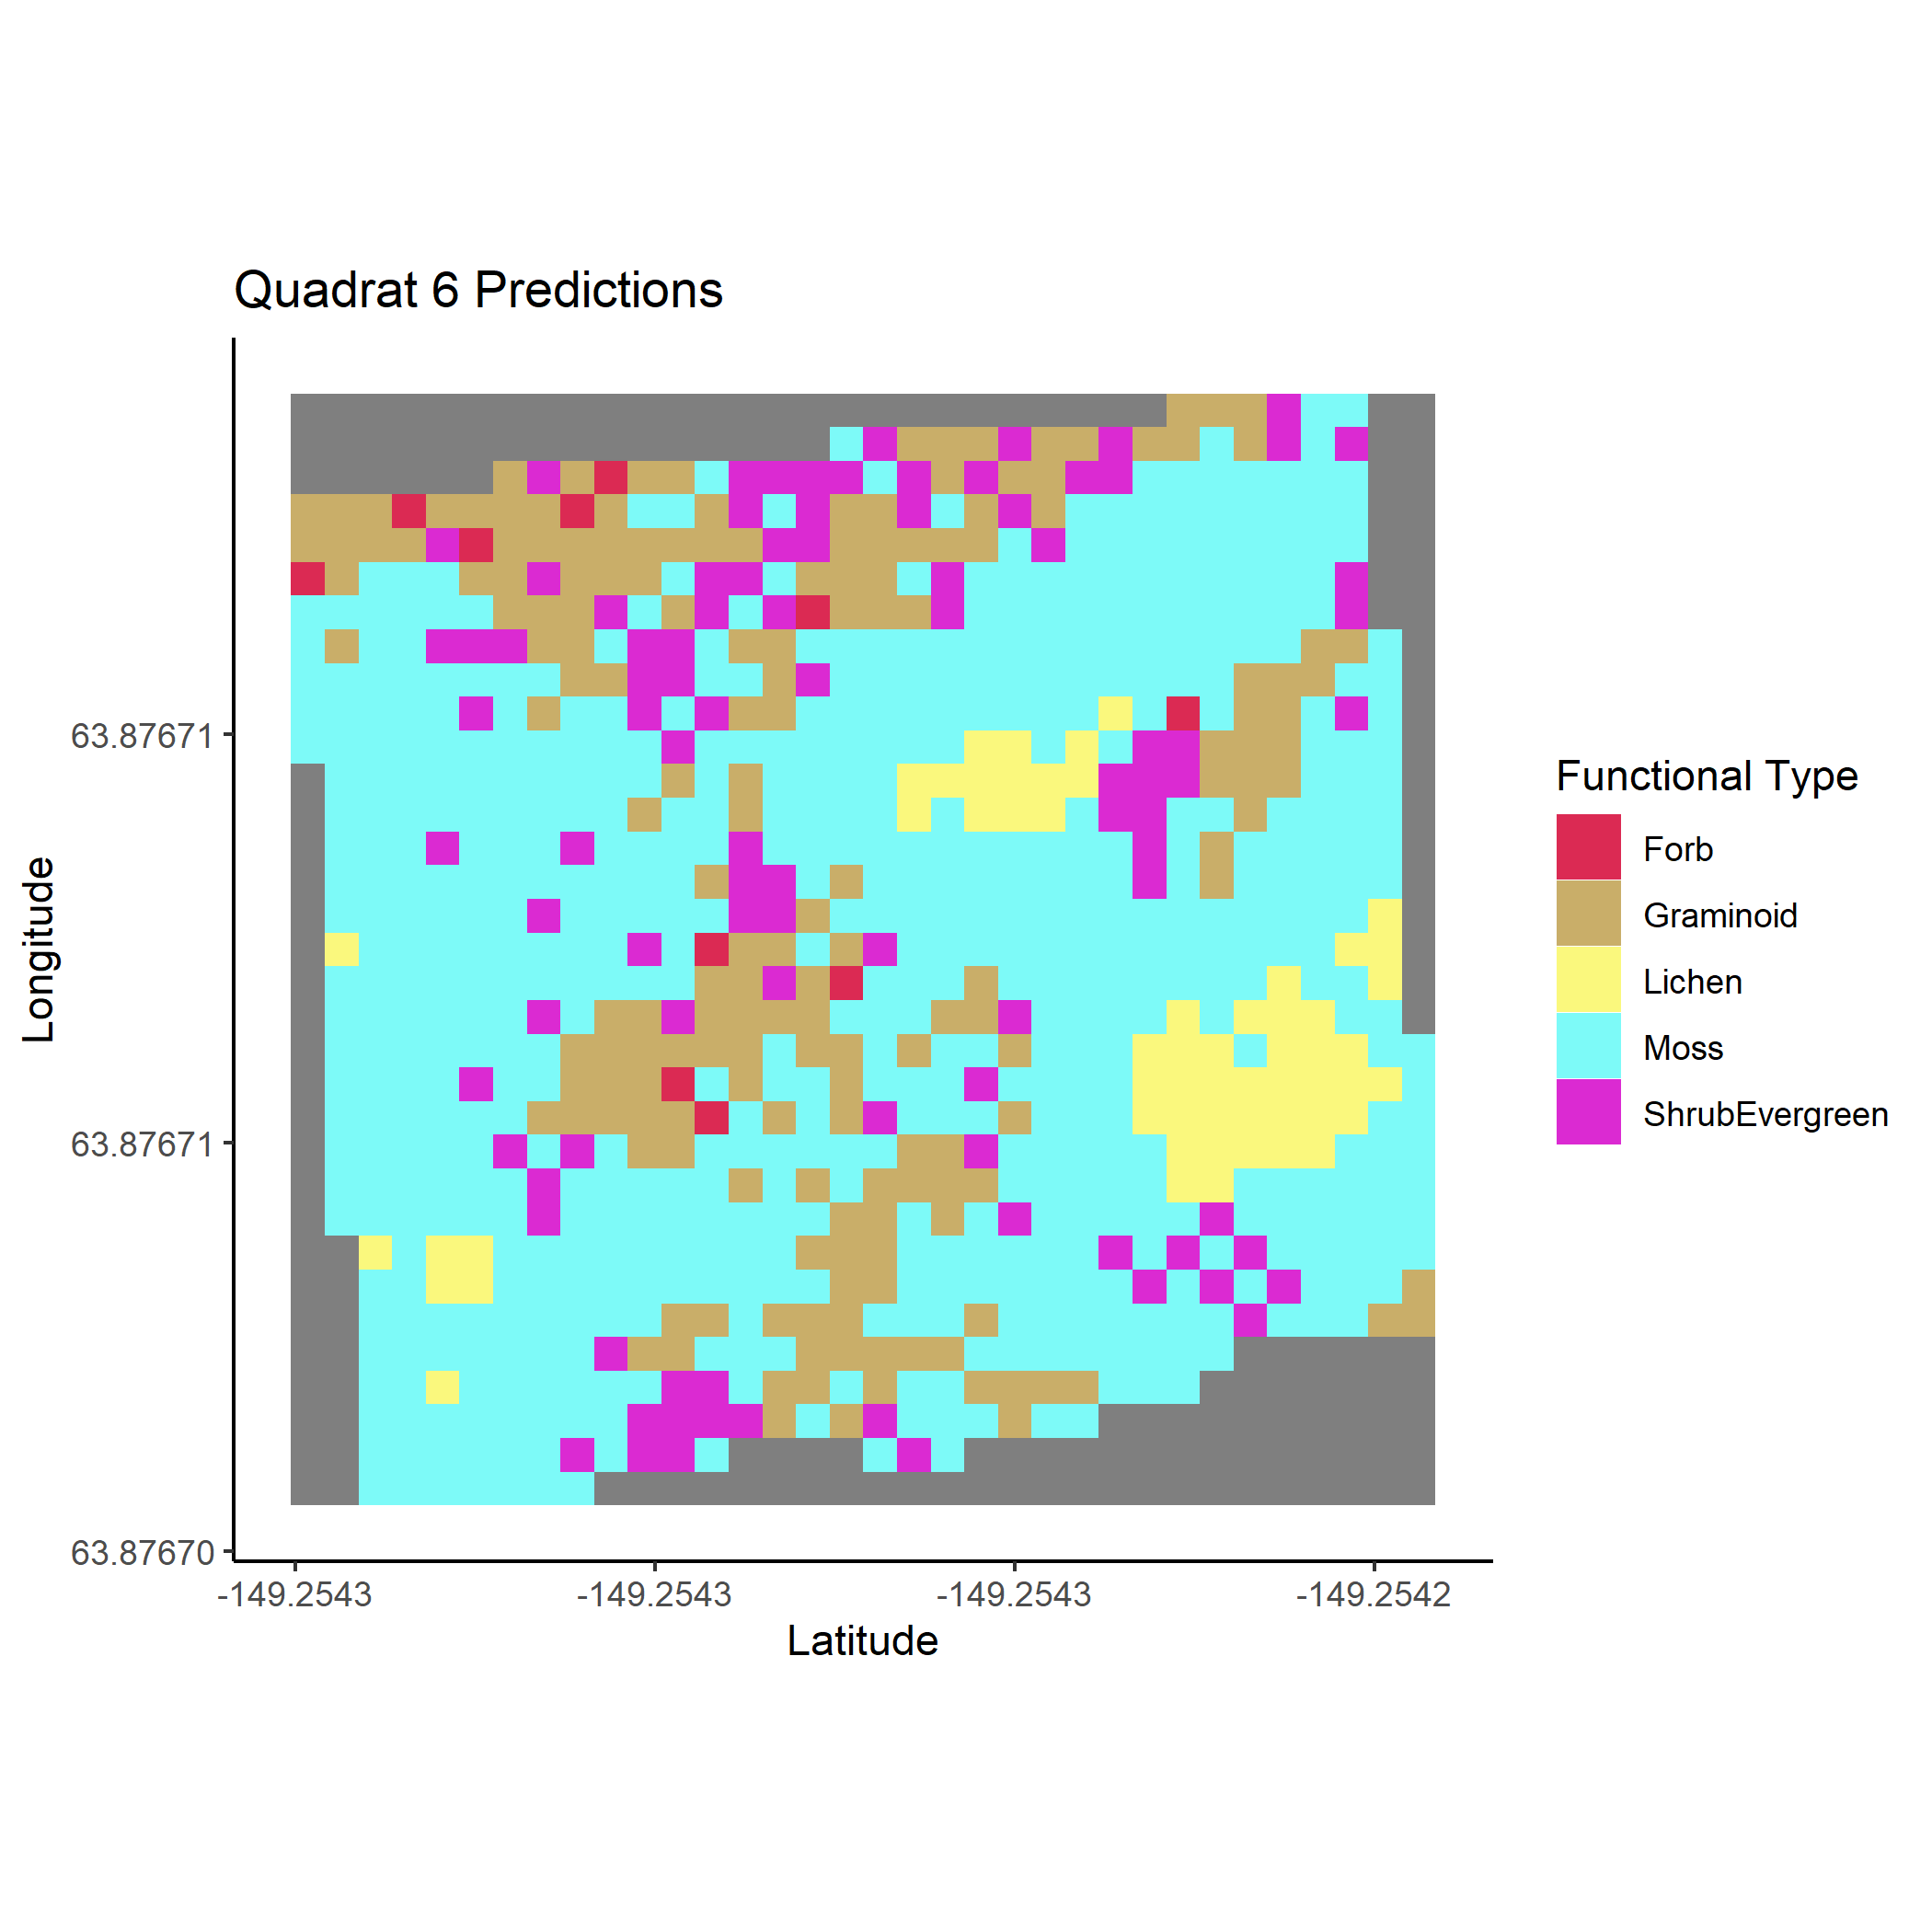 Quadrat 6 Predictions
Longitude
63.87671
63.87671
63.87670
-149.2543
-149.2543
-149.2543
-149.2542
Latitude
Functional Type
Forb
Graminoid
Lichen
Moss
ShrubEvergreen